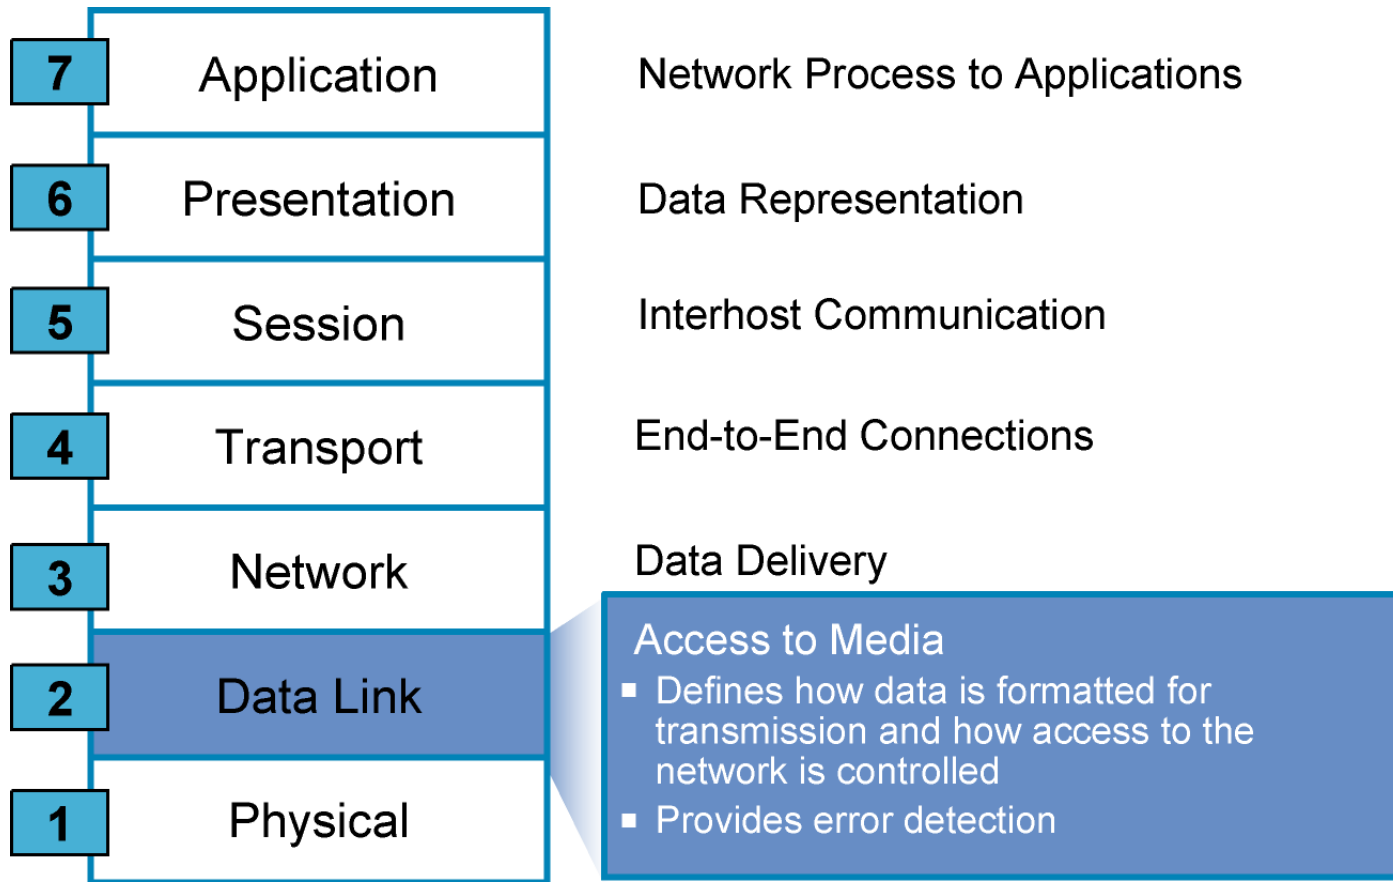 7 Application Network Process to Applications
6 Presentation Data Representation
5 Session Interhost Communication
4 Transport End-to-End Connections
3 Network Data Delivery
2 Data Link Access to Media
▪ Defines how data is formatted for
transmission and how access to the
network is controlled
▪ Provides error detection
1 Physical